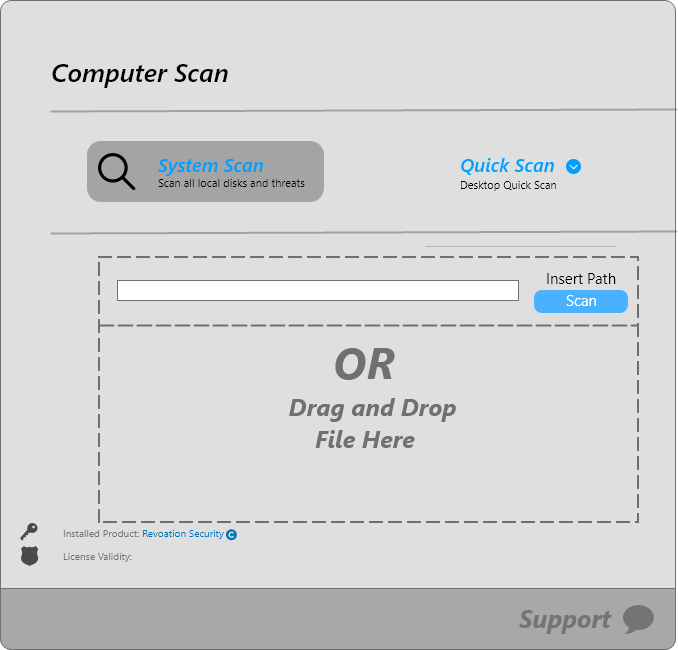 Computer Scan
System Scan
Scan all local disks and threats
Quick Scan
Desktop Quick Scan
Insert Path
Scan
OR
Drag and Drop
File Here
Installed Product: Revoation Security C
License Validity:
Support